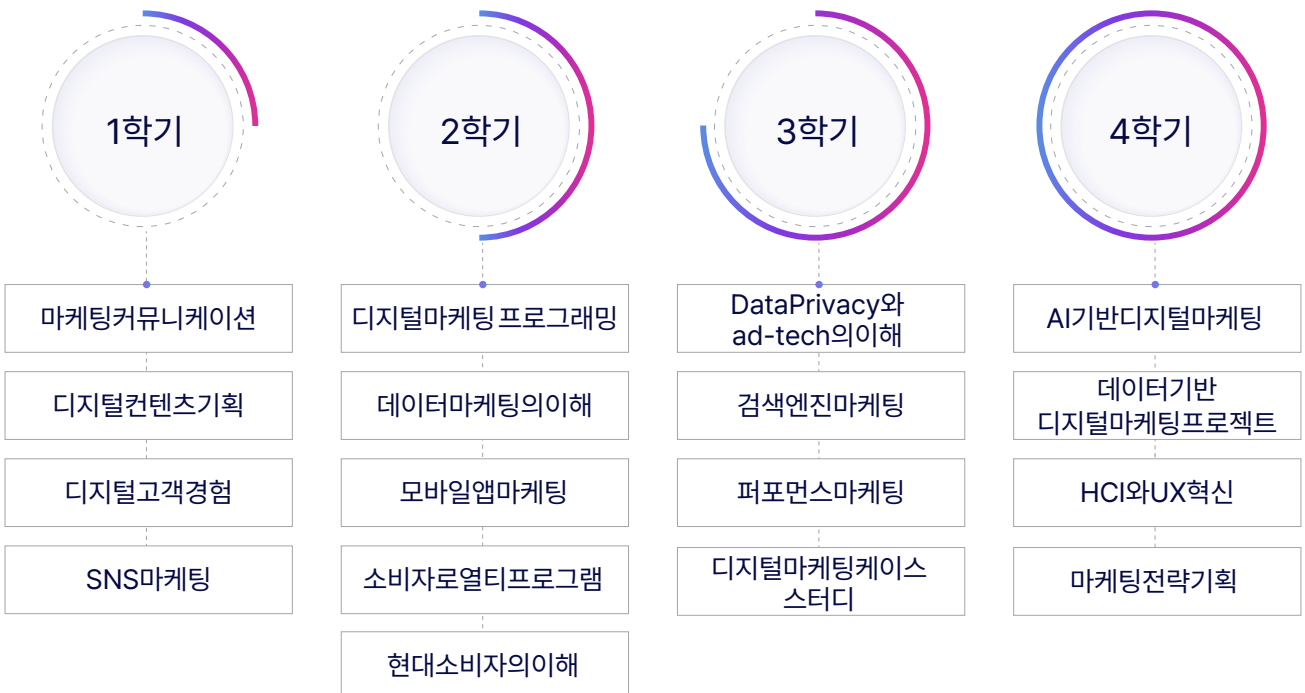 1학기
마케팅커뮤니케이션
디지털컨텐츠기획
디지털고객경험
SNS마케팅
2학기
디지털마케팅 프로그래밍
데이터마케팅의이해
모바일앱마케팅
소비자로열티프로그램
현대소비자의이해
3학기
DataPrivacy와
ad-tech의이해
검색엔진마케팅
퍼포먼스마케팅
디지털마케팅케이스
스터디
4학기
AI기반디지털마케팅
데이터기반
디지털마케팅프로젝트
HCI와UX혁신
마케팅전략기획